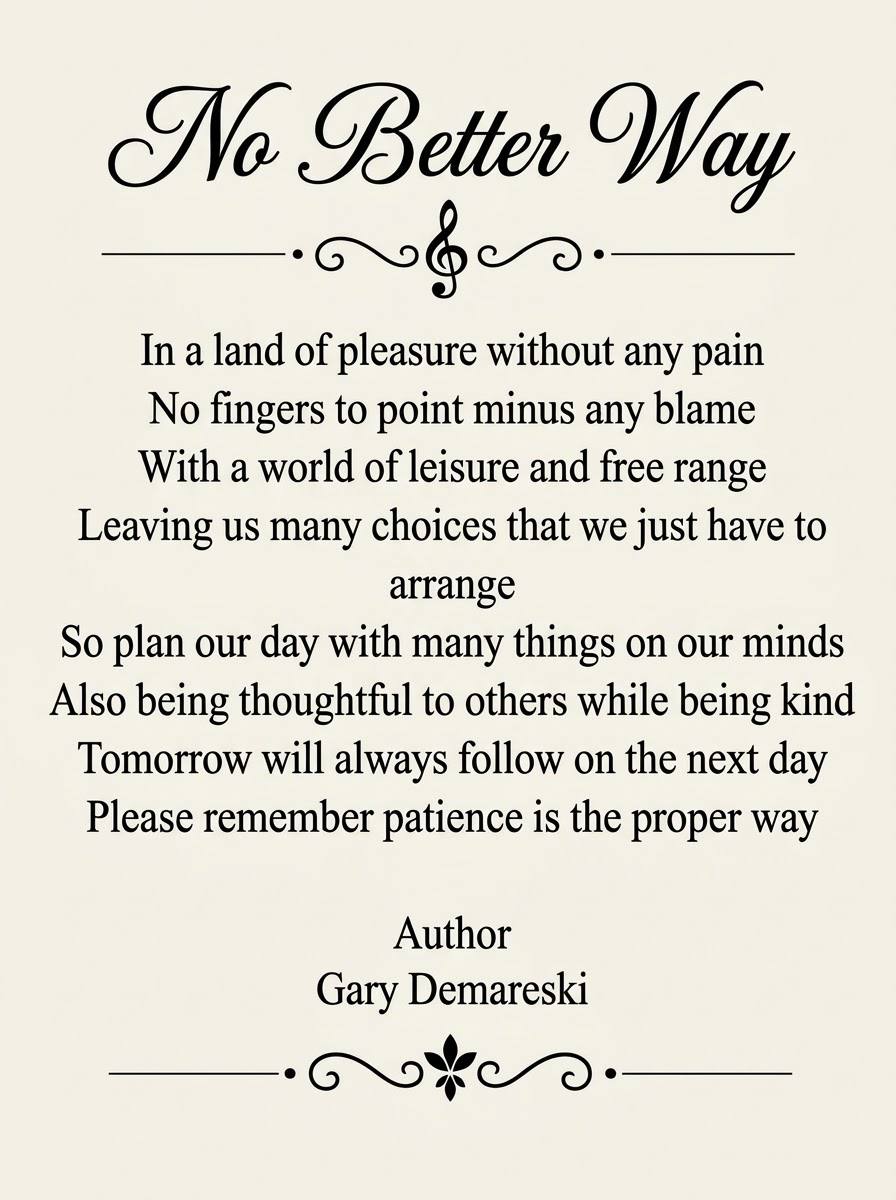 No Better Way
In a land of pleasure without any pain
No fingers to point minus any blame
With a world of leisure and free range
Leaving us many choices that we just have to
arrange
So plan our day with many things on our minds
Also being thoughtful to others while being kind
Tomorrow will always follow on the next day
Please remember patience is the proper way
Author
Gary Demareski